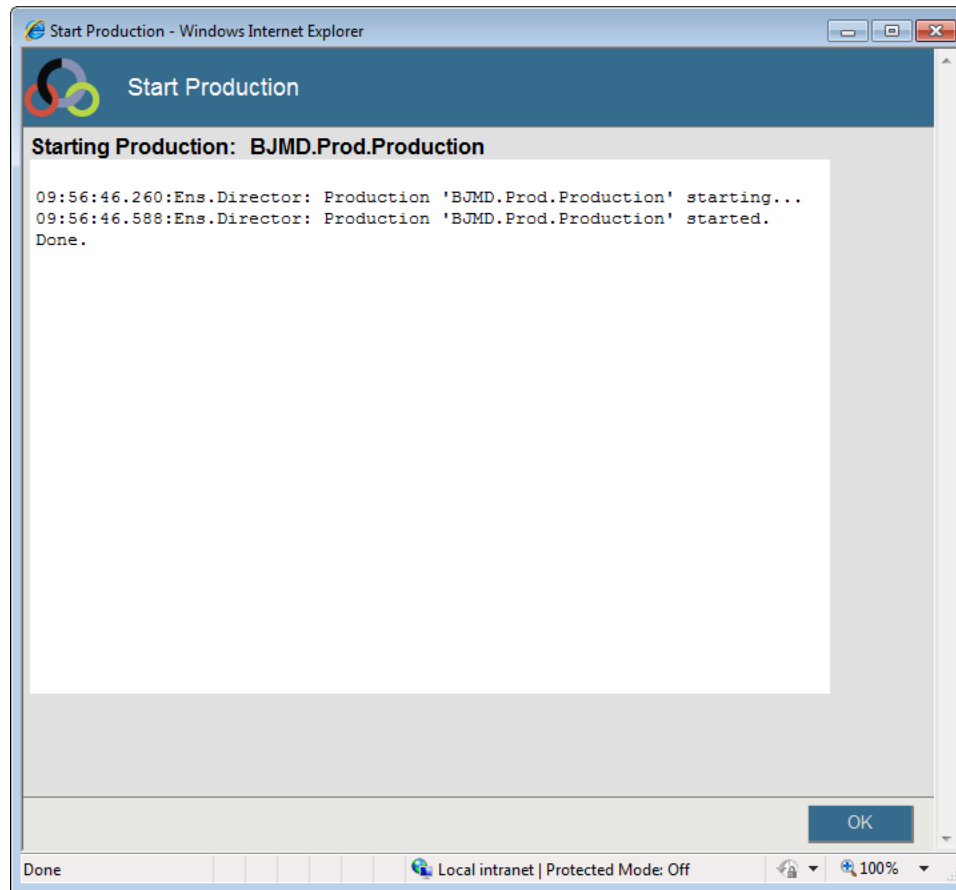 Start Production - Windows Internet Explorer
Start Production
Starting Production: BJMD.Prod.Production
09:56:46.260:Ens.Director: Production 'BJMD.Prod.Production' starting...
09:56:46.588:Ens.Director: Production 'BJMD.Prod.Production' started.
Done.
OK
Done Local intranet | Protected Mode: Off 100%